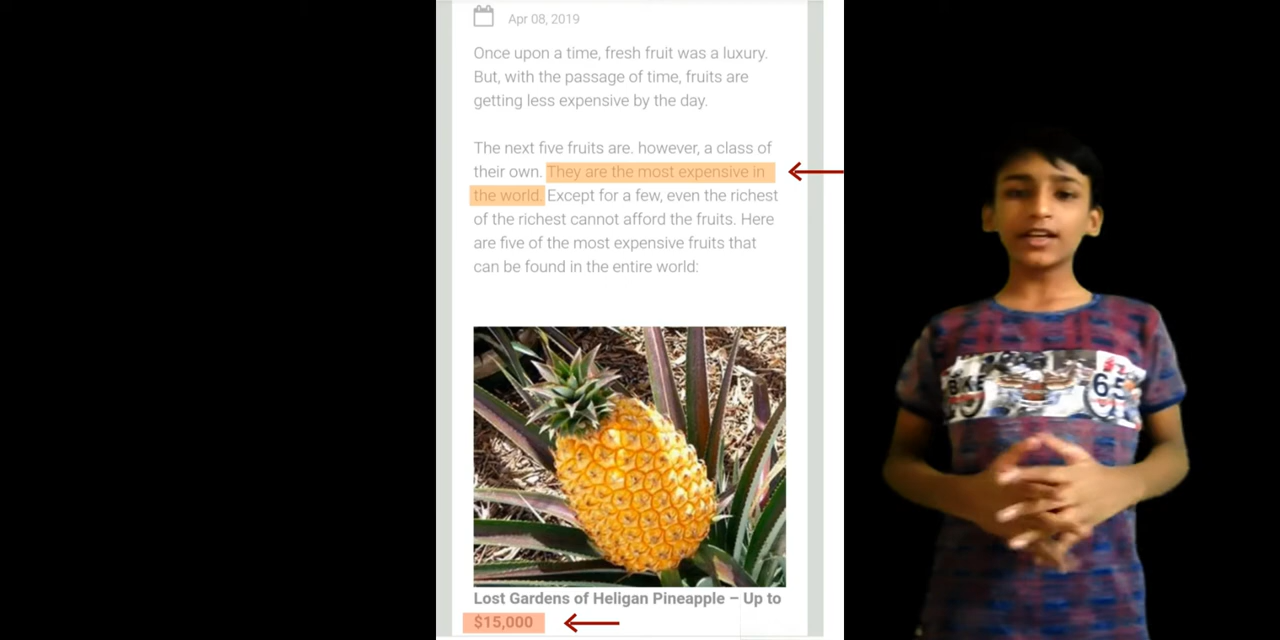 Apr 08, 2019
Once upon a time, fresh fruit was a luxury.
But, with the passage of time, fruits are
getting less expensive by the day.
The next five fruits are. however, a class of
their own. They are the most expensive in
the world. Except for a few, even the richest
of the richest cannot afford the fruits. Here
are five of the most expensive fruits that
can be found in the entire world:
Lost Gardens of Heligan Pineapple – Up to
$15,000
65